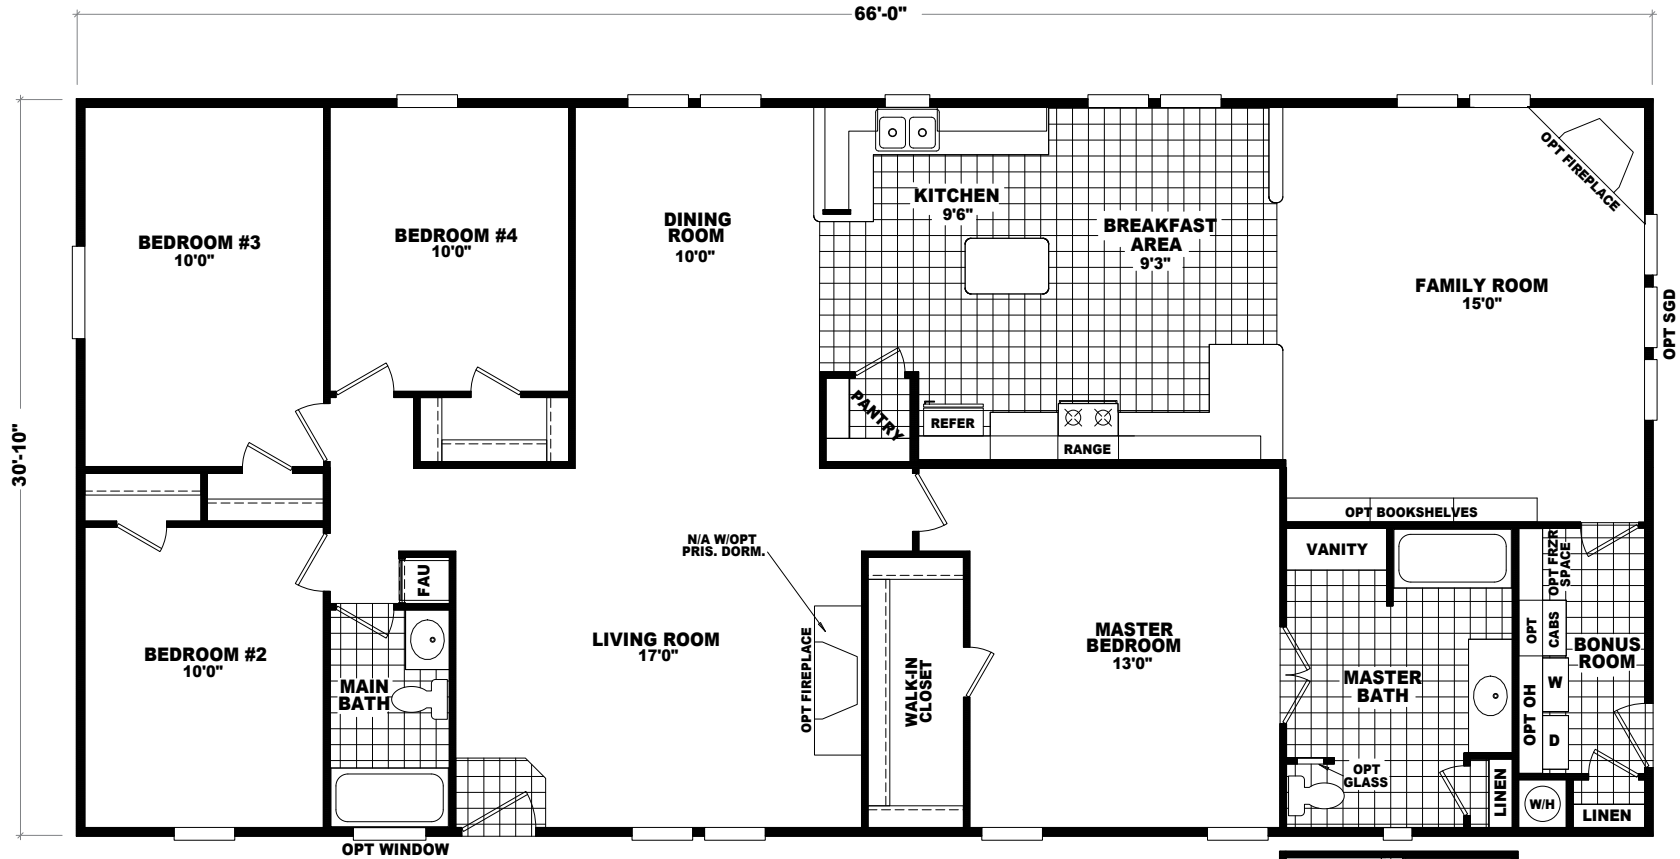 66'-0"
30'-10"
BEDROOM #3
10'0"
BEDROOM #4
10'0"
DINING
ROOM
10'0"
KITCHEN
9'6"
BREAKFAST
AREA
9'3"
OPT FIREPLACE
FAMILY ROOM
15'0"
OPT SGD
PANTRY
REFER
RANGE
OPT BOOKSHELVES
N/A W/OPT
PRIS. DORM.
FAU
VANITY
OPT FRZR
SPACE
BEDROOM #2
10'0"
MAIN
BATH
LIVING ROOM
17'0"
OPT FIREPLACE
WALK-IN
CLOSET
MASTER
BEDROOM
13'0"
MASTER
BATH
OPT
CABS
BONUS
ROOM
OPT OH
W
D
OPT
GLASS
LINEN
W/H
LINEN
OPT WINDOW